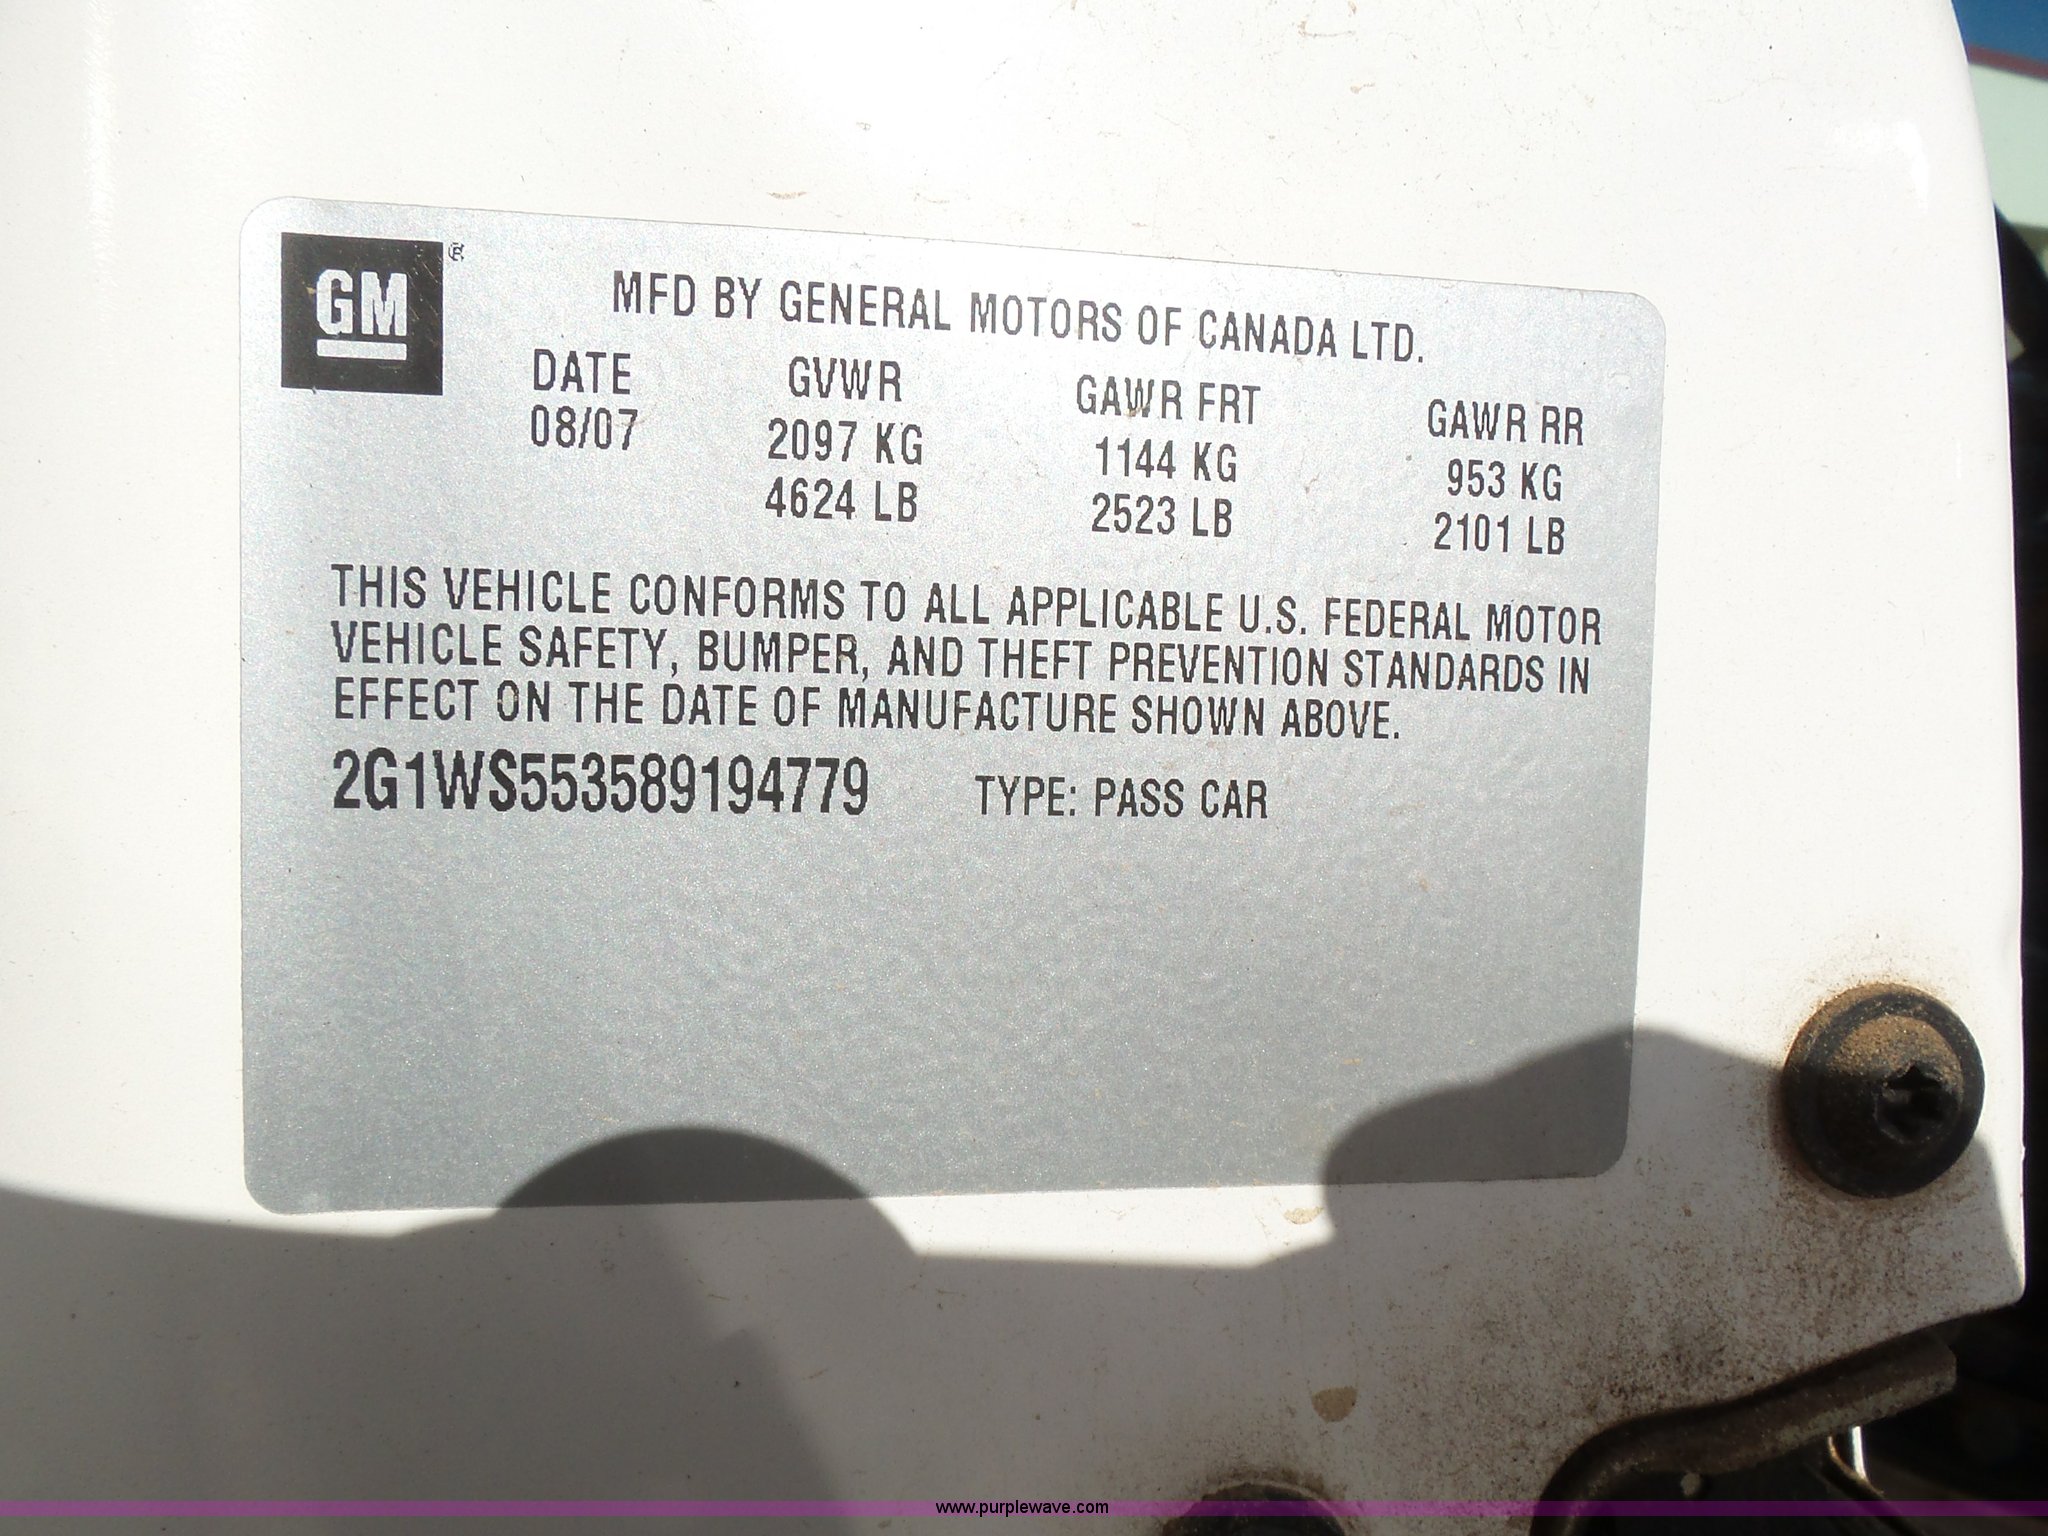 GM ®
MFD BY GENERAL MOTORS OF CANADA LTD.
DATE GVWR GAWR FRT GAWR RR
08/07 2097 KG 1144 KG 953 KG
4624 LB 2523 LB 2101 LB
THIS VEHICLE CONFORMS TO ALL APPLICABLE U.S. FEDERAL MOTOR
VEHICLE SAFETY, BUMPER, AND THEFT PREVENTION STANDARDS IN
EFFECT ON THE DATE OF MANUFACTURE SHOWN ABOVE.
2G1WS553589194779 TYPE: PASS CAR
www.purplewave.com